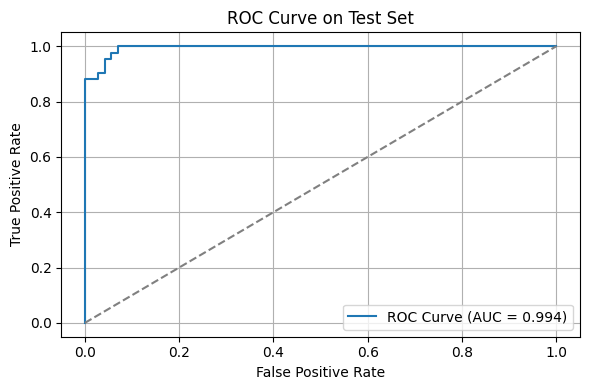 ROC Curve on Test Set
True Positive Rate
1.0
0.8
0.6
0.4
0.2
0.0
ROC Curve (AUC = 0.994)
0.0 0.2 0.4 0.6 0.8 1.0
False Positive Rate